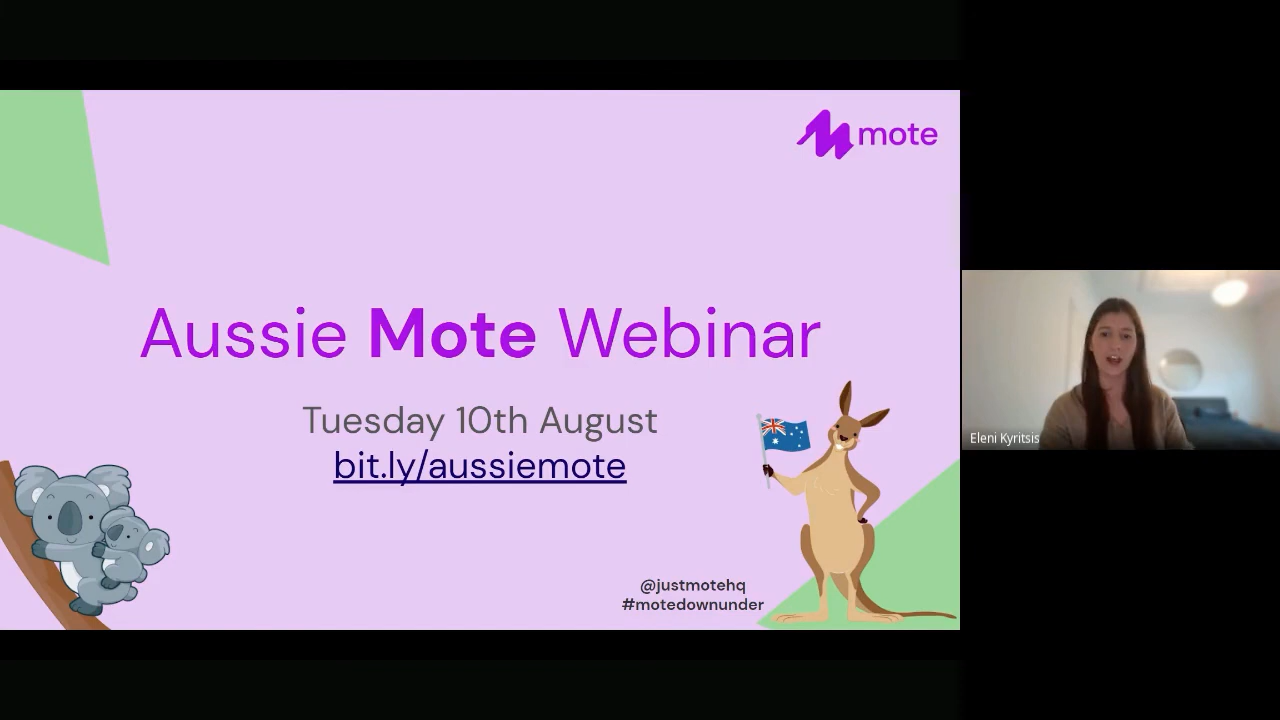 mote
Aussie Mote Webinar
Tuesday 10th August
bit.ly/aussiemote
@justmotehq
#motedownunder
Eleni Kyritsis